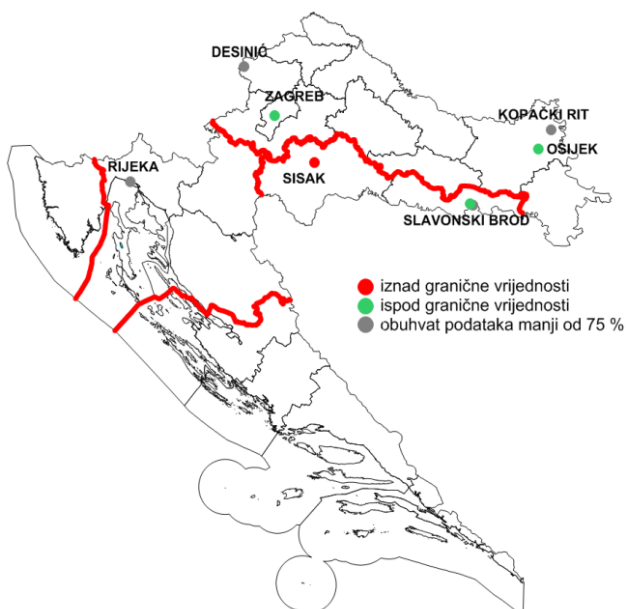 DESINIĆ
ZAGREB
KOPAČKI RIT
OSIJEK
RIJEKA
SISAK
SLAVONSKI BROD
iznad granične vrijednosti
ispod granične vrijednosti
obuhvat podataka manji od 75 %